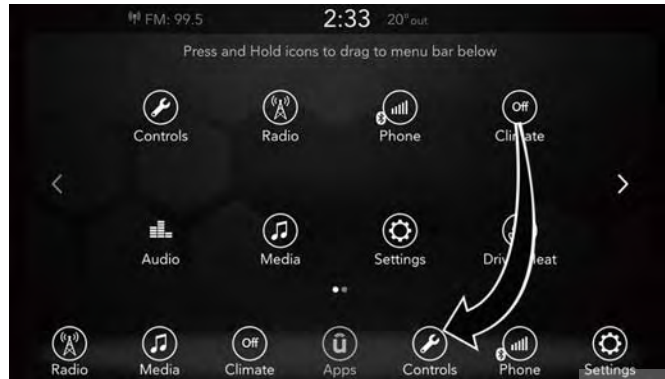 FM: 99.5 2:33 20° out
Press and Hold icons to drag to menu bar below
Off
Controls Radio Phone Climate
Audio Media Settings
Off û
Radio Media Climate Apps Controls Phone Settings